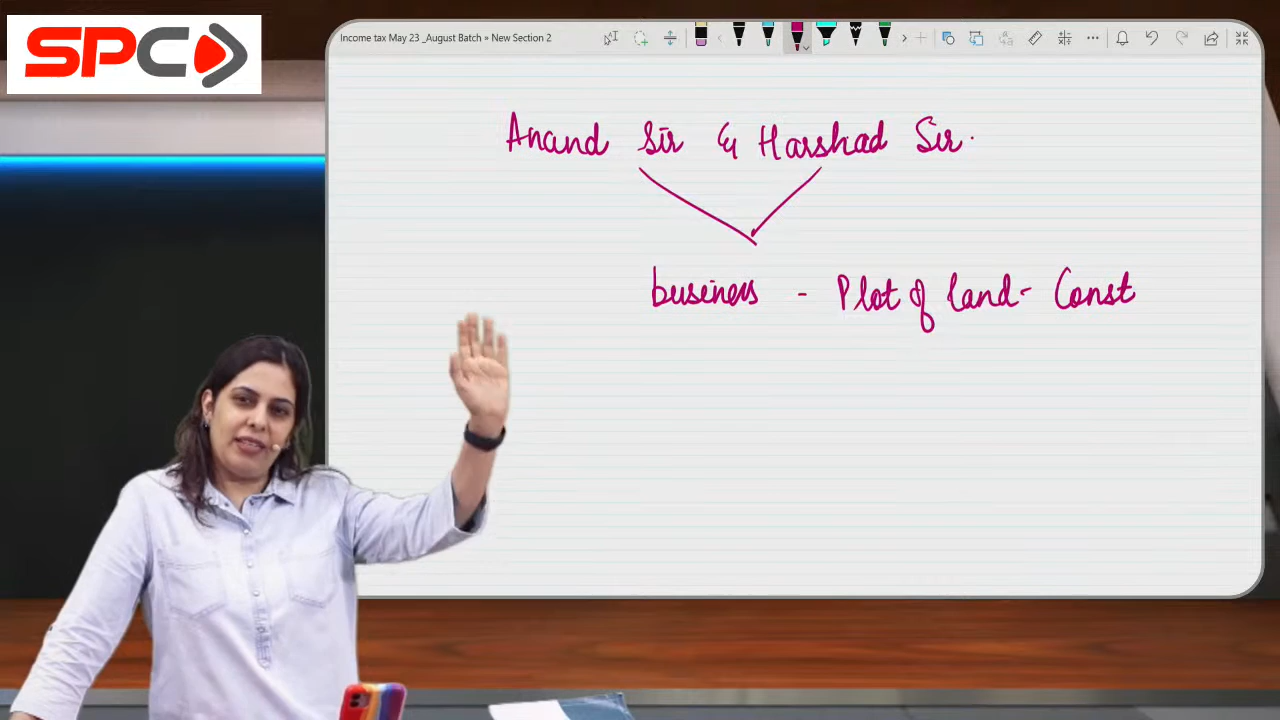 SPC
Income tax May 23 _August Batch » New Section 2
Anand Sir & Harshad Sir.
business - Plot of land - Const